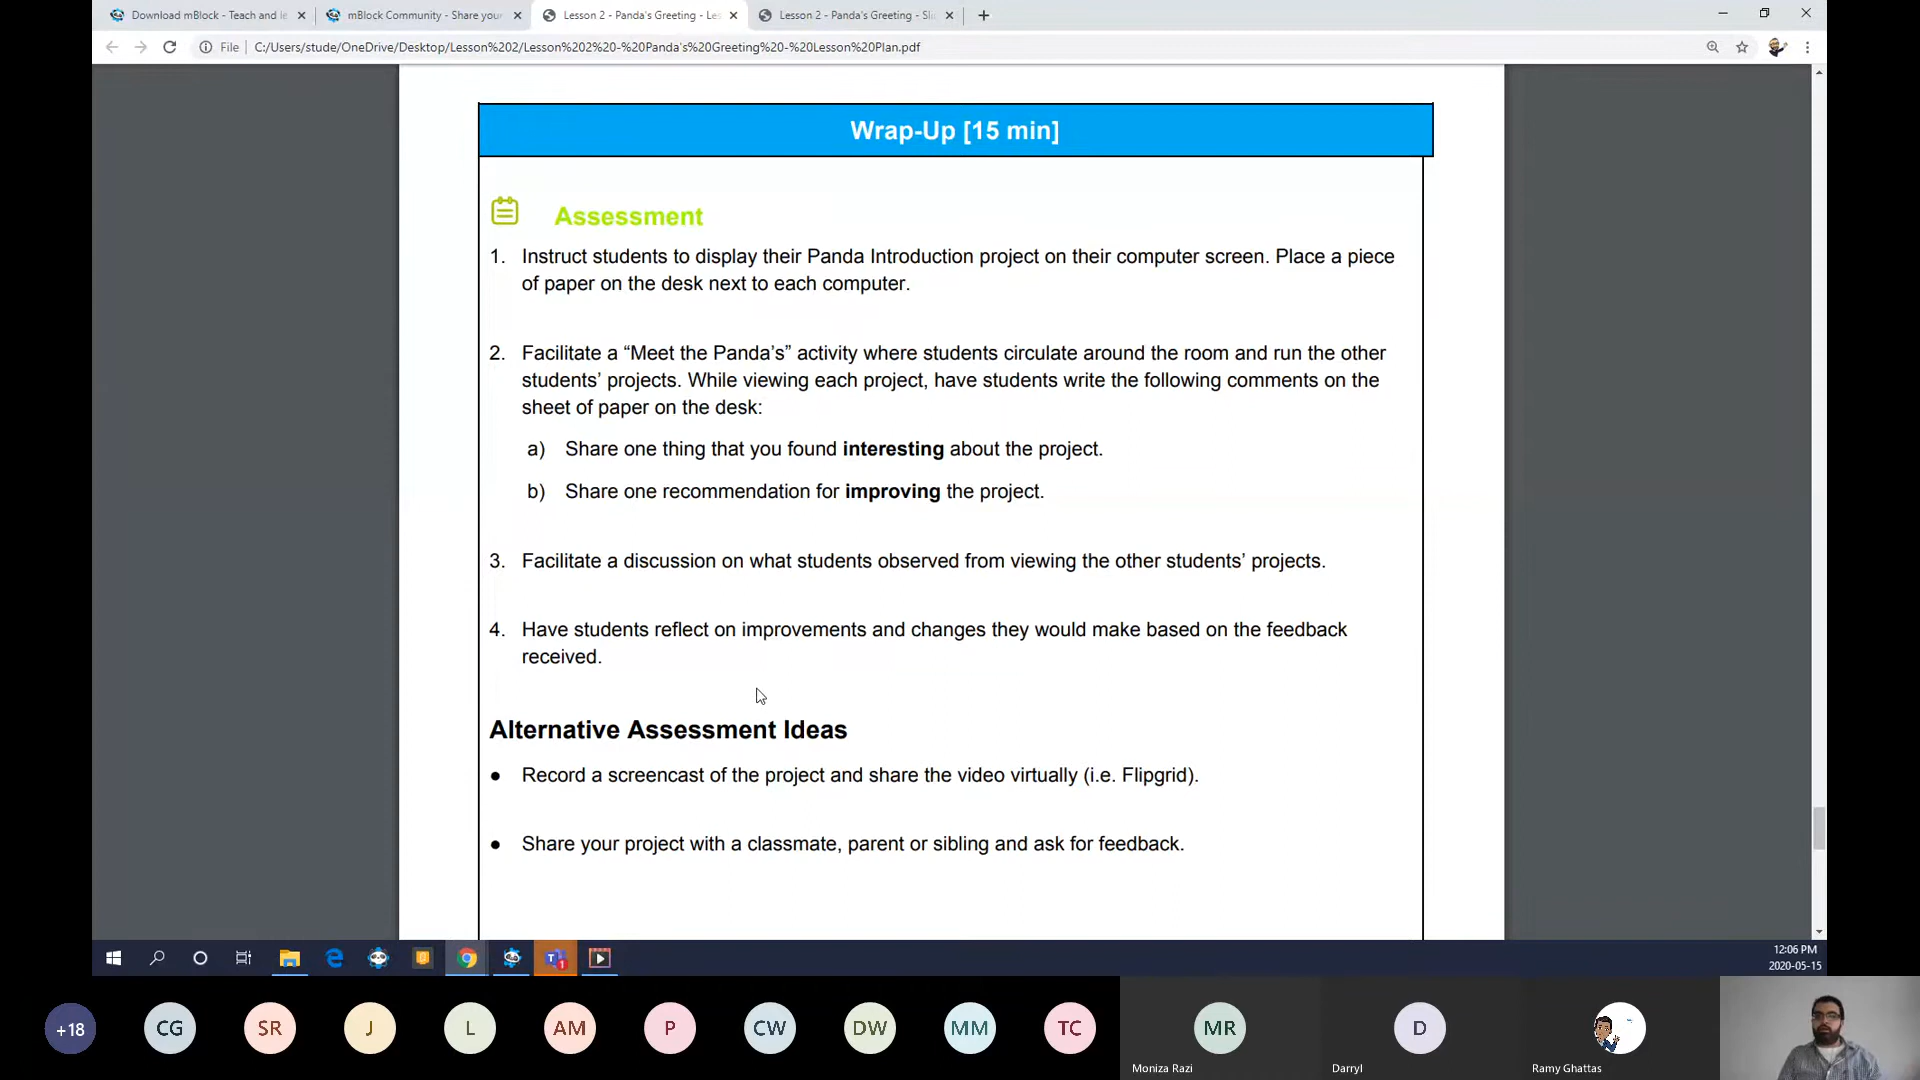 Download mBlock - Teach and le
mBlock Community - Share your
Lesson 2 - Panda's Greeting - Les
Lesson 2 - Panda's Greeting - Sli
File
C:/Users/stude/OneDrive/Desktop/Lesson%202/Lesson%202%20-%20Panda's%20Greeting%20-%20Lesson%20Plan.pdf
Wrap-Up [15 min]
Assessment
1. Instruct students to display their Panda Introduction project on their computer screen. Place a piece
of paper on the desk next to each computer.
2. Facilitate a “Meet the Panda’s” activity where students circulate around the room and run the other
students’ projects. While viewing each project, have students write the following comments on the
sheet of paper on the desk:
a) Share one thing that you found interesting about the project.
b) Share one recommendation for improving the project.
3. Facilitate a discussion on what students observed from viewing the other students’ projects.
4. Have students reflect on improvements and changes they would make based on the feedback
received.
Alternative Assessment Ideas
● Record a screencast of the project and share the video virtually (i.e. Flipgrid).
● Share your project with a classmate, parent or sibling and ask for feedback.
12:06 PM
2020-05-15
+18 CG SR J L AM P CW DW MM TC MR D
Moniza Razi Darryl Ramy Ghattas